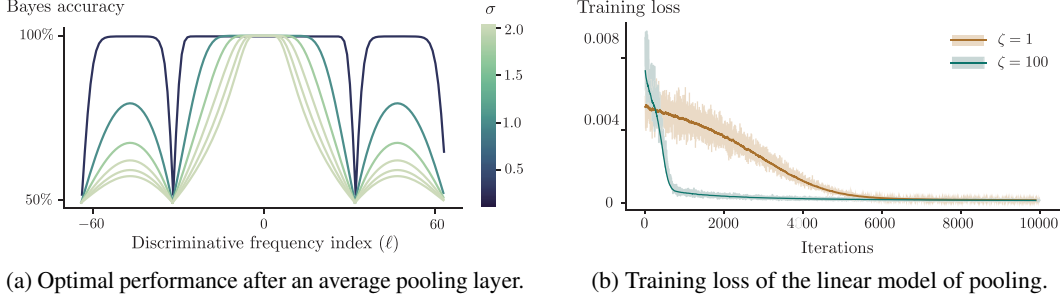 Bayes accuracy
σ
100%
50%
−60
0
60
2.0
1.5
1.0
0.5
Discriminative frequency index (ℓ)
(a) Optimal performance after an average pooling layer.
Training loss
0.008
0.004
0
ζ = 1
ζ = 100
0 2000 4000 6000 8000 10000
Iterations
(b) Training loss of the linear model of pooling.